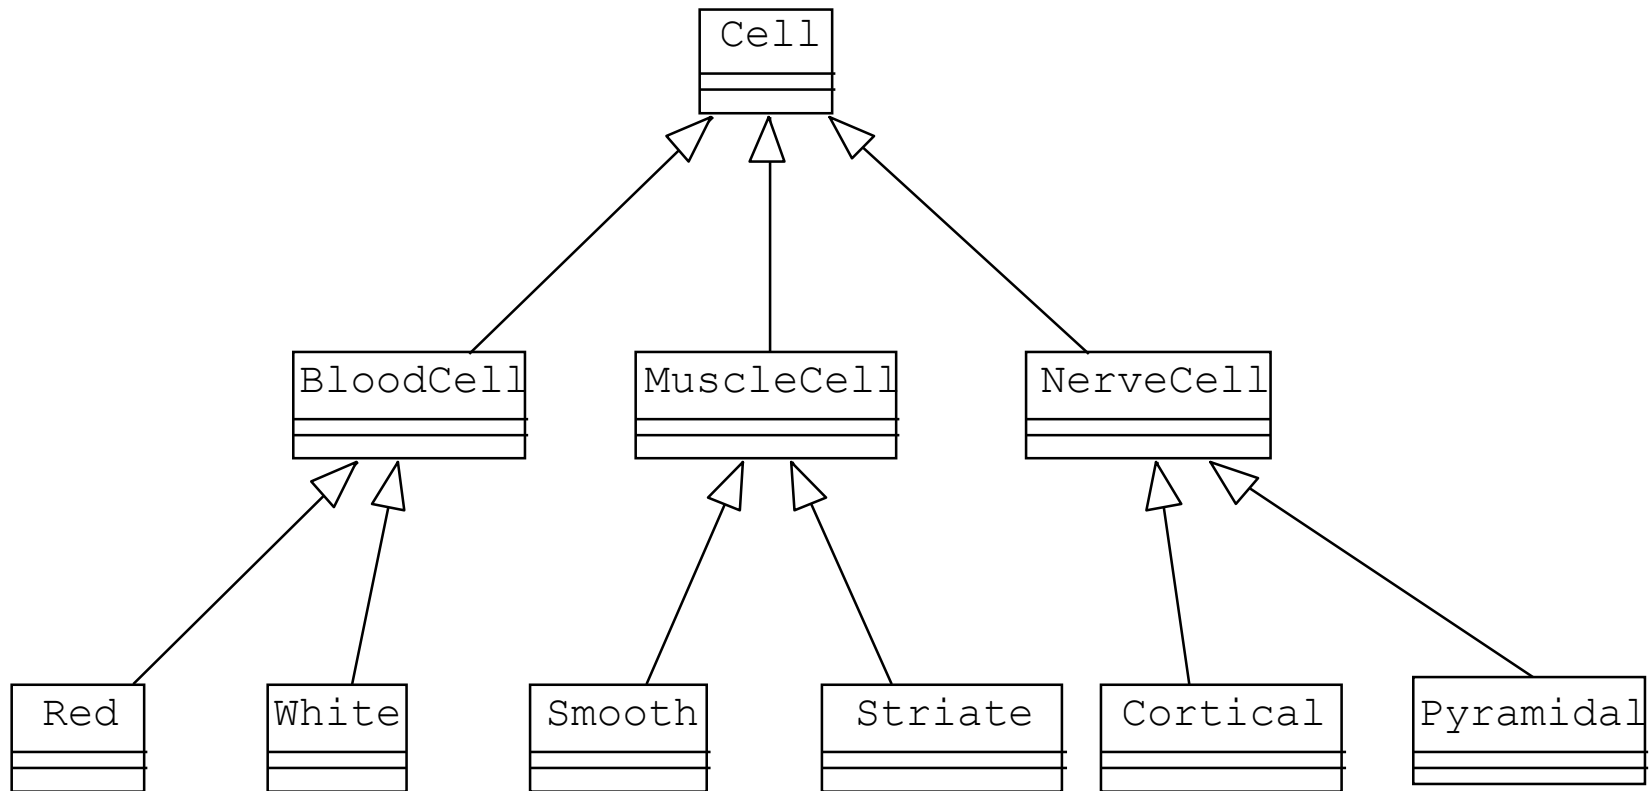 Cell
BloodCell
MuscleCell
NerveCell
Red
White
Smooth
Striate
Cortical
Pyramidal